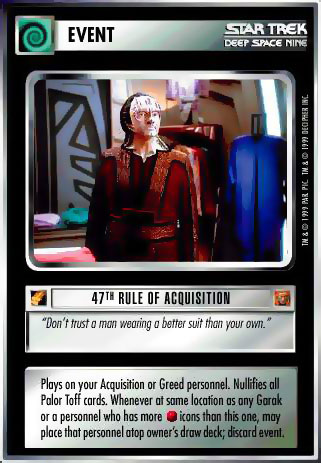 EVENT
STAR TREK
DEEP SPACE NINE
TM & © 1999 PAR. PIC. TM & © 1999 DECIPHER INC.
47TH RULE OF ACQUISITION
"Don't trust a man wearing a better suit than your own."
Plays on your Acquisition or Greed personnel. Nullifies all
Palor Toff cards. Whenever at same location as any Garak
or a personnel who has more icons than this one, may
place that personnel atop owner's draw deck; discard event.